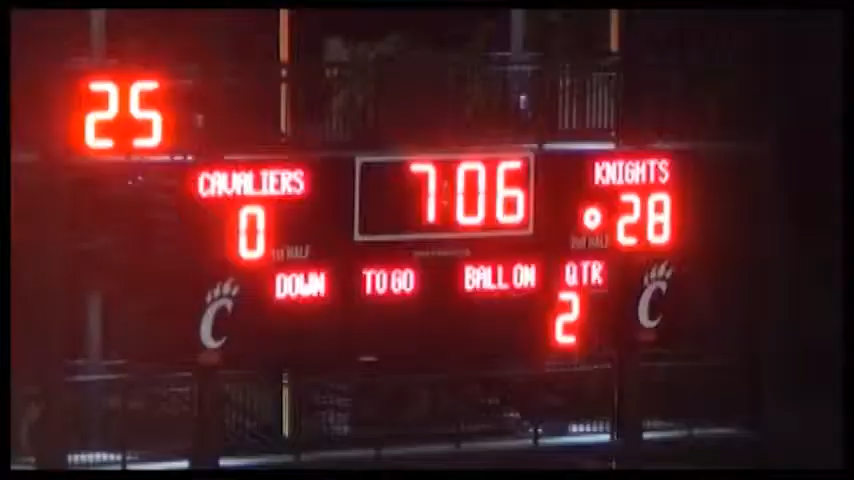 25
CAVALIERS 7:06 KNIGHTS
0 28
DOWN TO GO BALL ON QTR
2
C C